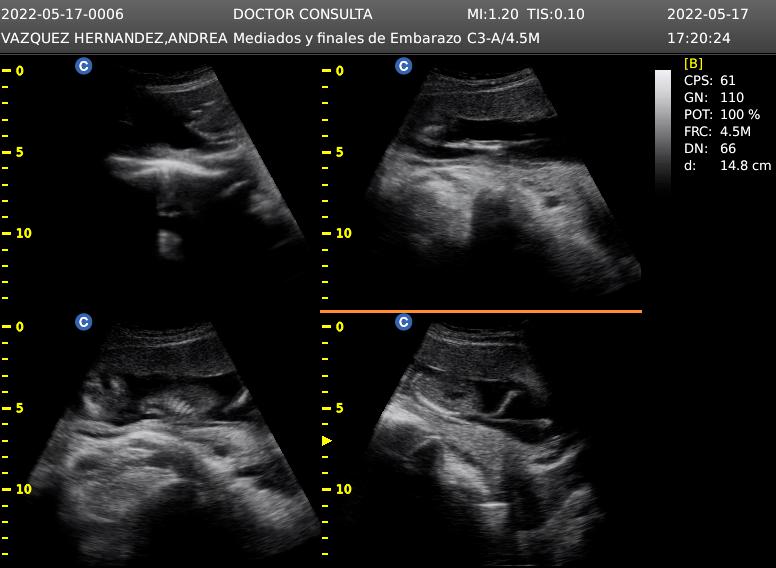 2022-05-17-0006 DOCTOR CONSULTA MI:1.20 TIS:0.10 2022-05-17
VAZQUEZ HERNANDEZ,ANDREA Mediados y finales de Embarazo C3-A/4.5M 17:20:24
[B]
CPS: 61
GN: 110
POT: 100 %
FRC: 4.5M
DN: 66
d: 14.8 cm
C C
0 0
5 5
10 10
C C
0 0
5 5
10 10